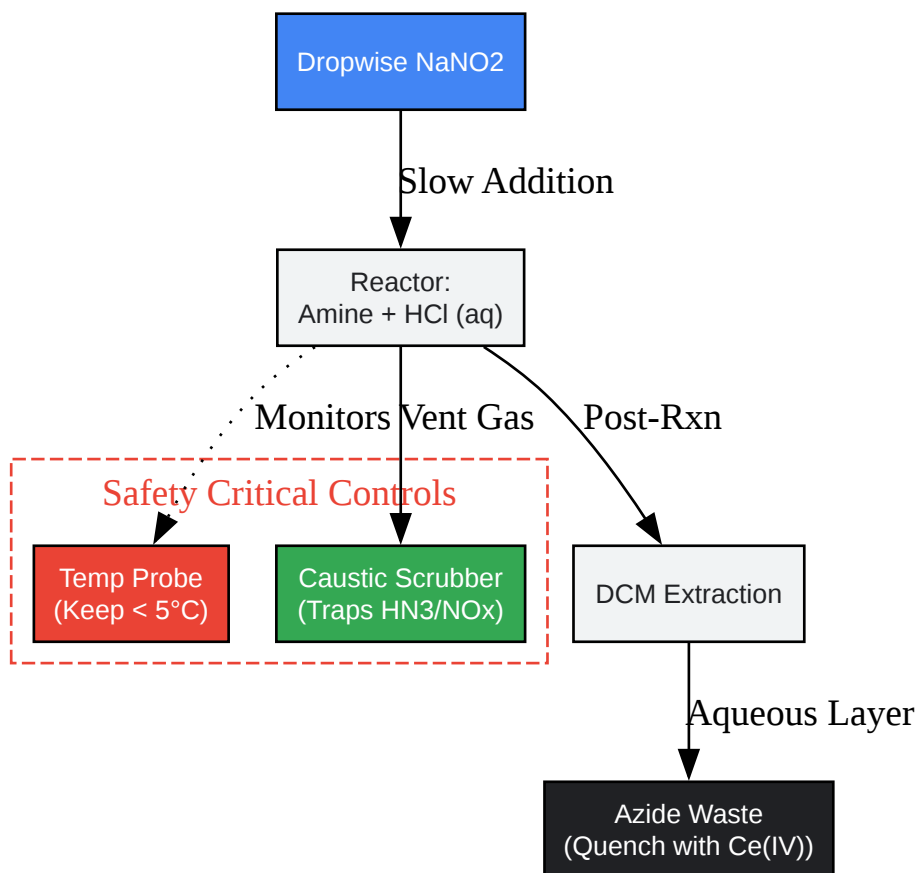 Dropwise NaNO2
Slow Addition
Reactor:
Amine + HCl (aq)
Monitors
Vent Gas
Post-Rxn
Safety Critical Controls
Temp Probe
(Keep < 5°C)
Caustic Scrubber
(Traps HN3/NOx)
DCM Extraction
Aqueous Layer
Azide Waste
(Quench with Ce(IV))